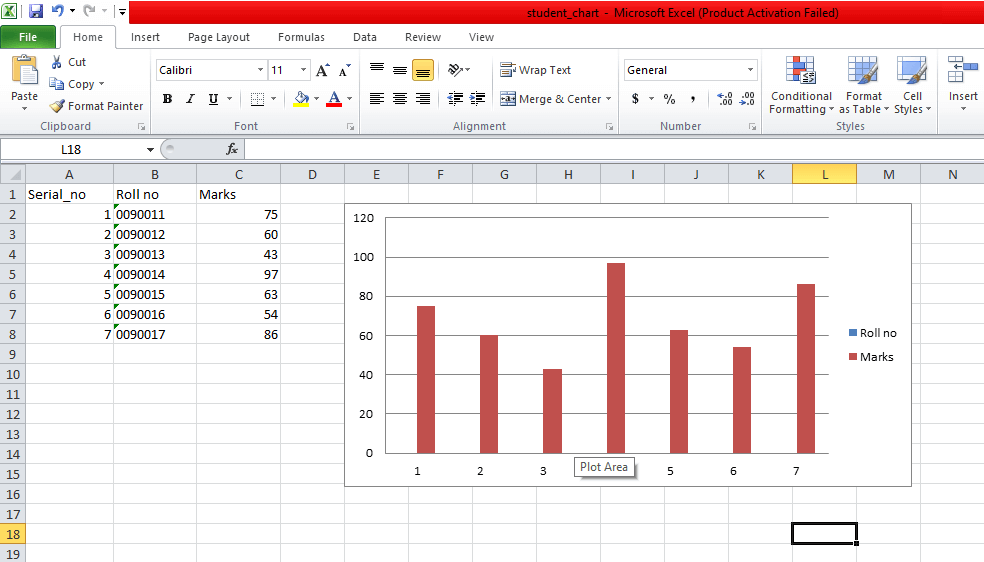 student_chart - Microsoft Excel (Product Activation Failed)
File Home Insert Page Layout Formulas Data Review View
Paste
Cut
Copy
Format Painter
Clipboard
Calibri 11 A A
B I U A
Font
Wrap Text
Merge & Center
Alignment
General
$ % , .00 .0 .00
Number
Conditional Formatting
Format as Table
Cell Styles
Styles
Insert
L18 fx
A B C D E F G H I J K L M N
1 Serial_no Roll no Marks
2 1 0090011 75
3 2 0090012 60
4 3 0090013 43
5 4 0090014 97
6 5 0090015 63
7 6 0090016 54
8 7 0090017 86
9
10
11
12
13
14
15
16
17
18
19
120
100
80
60
40
20
0
1 2 3 5 6 7
Plot Area
Roll no
Marks